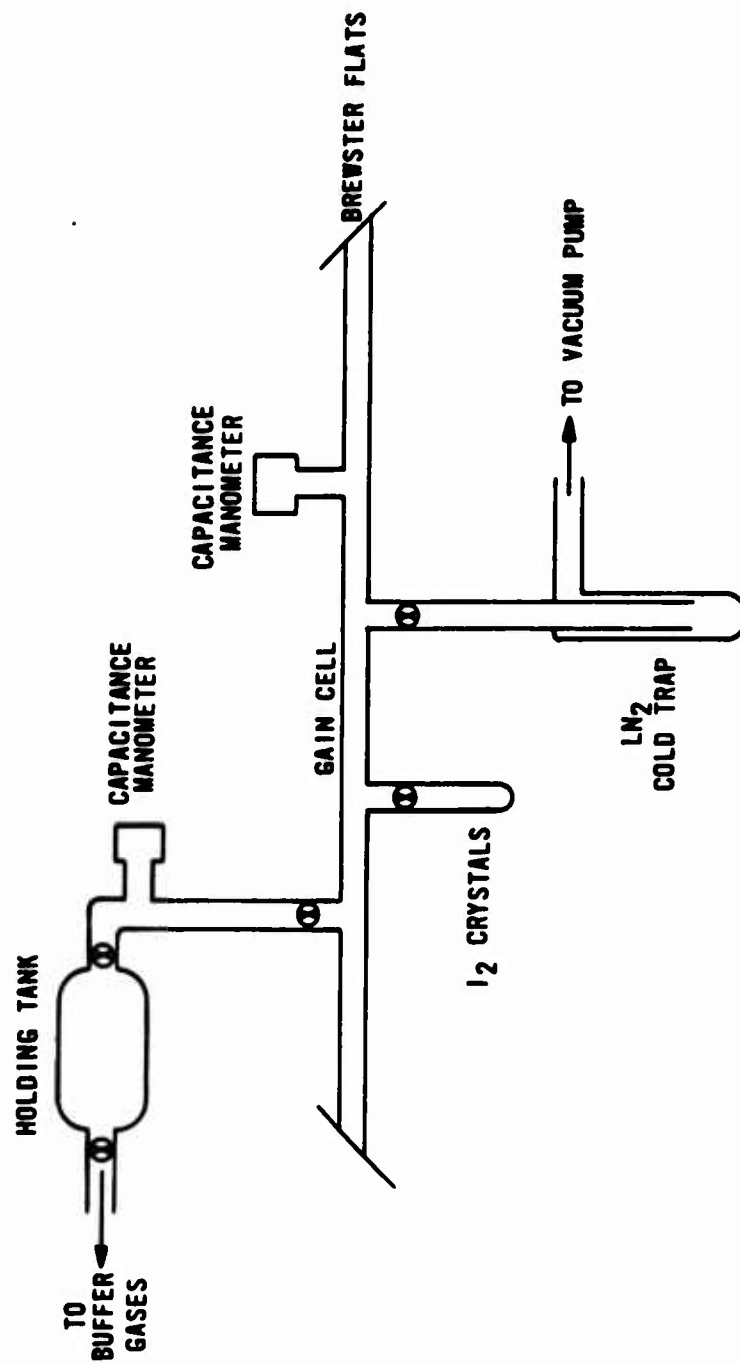 TO
BUFFER
GASES
HOLDING TANK
CAPACITANCE
MANOMETER
CAPACITANCE
MANOMETER
GAIN CELL
BREWSTER FLATS
I2 CRYSTALS
LN2
COLD TRAP
TO VACUUM PUMP